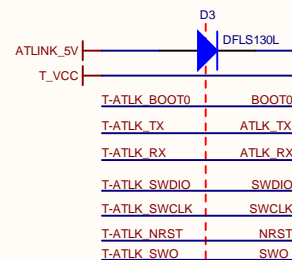 D3
ATLINK_5V DFLS130L
T_VCC
T-ATLK_BOOT0 BOOT0
T-ATLK_TX ATLK_TX
T-ATLK_RX ATLK_RX
T-ATLK_SWDIO SWDIO
T-ATLK_SWCLK SWCLK
T-ATLK_NRST NRST
T-ATLK_SWO SWO